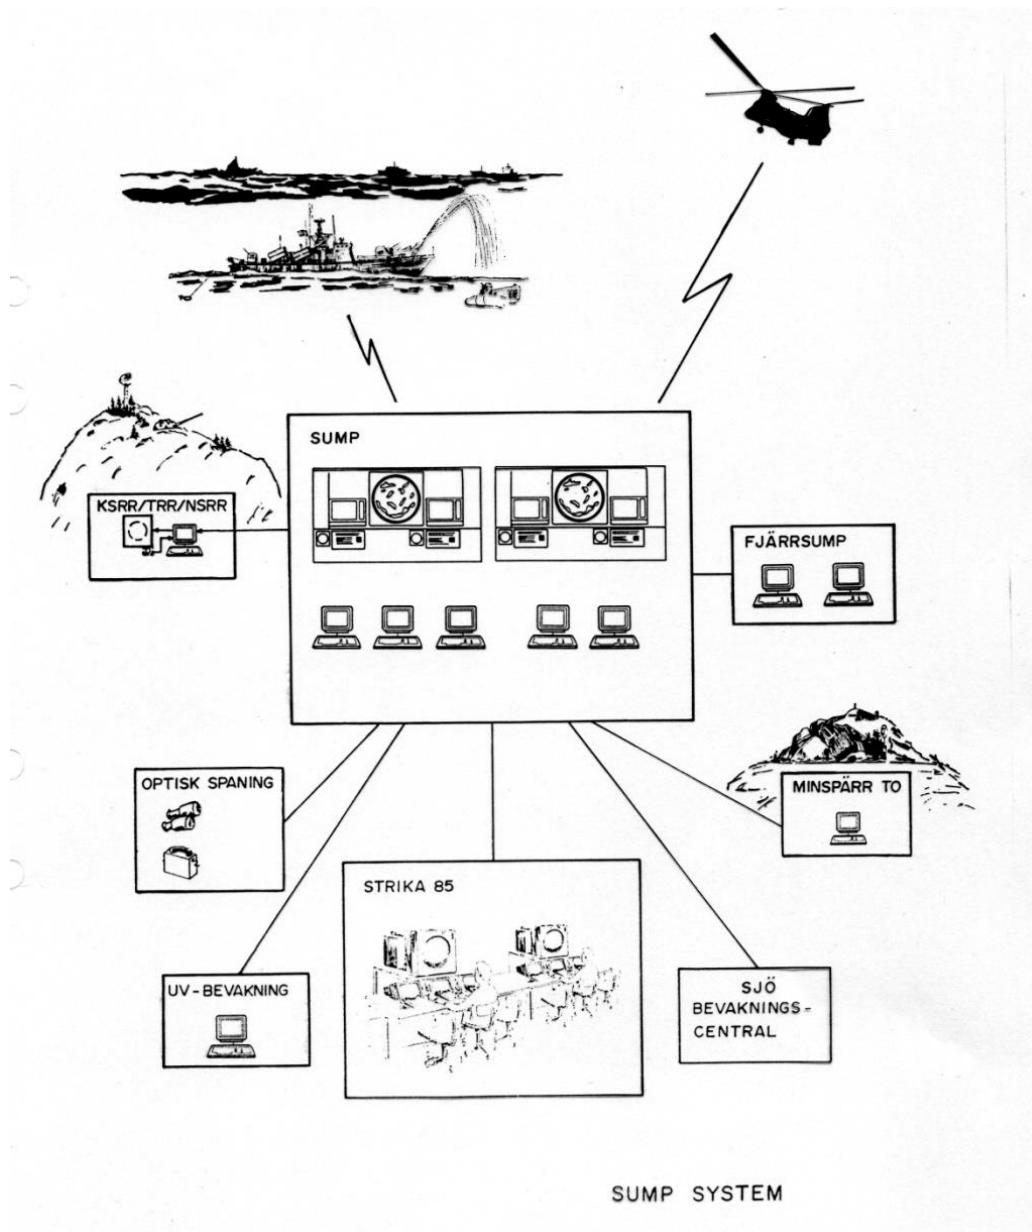 SUMP
KSRR/TRR/NSRR
FJÄRRSUMP
OPTISK SPANING
MINSPÄRR TO
STRIKA 85
UV-BEVAKNING
SJÖ
BEVAKNINGS=
CENTRAL
SUMP SYSTEM